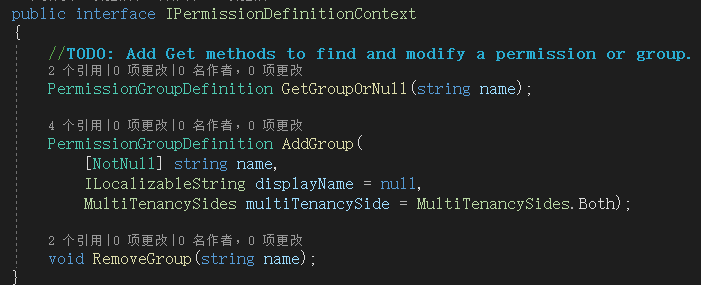 public interface IPermissionDefinitionContext
{
//TODO: Add Get methods to find and modify a permission or group.
2 个引用|0 项更改|0 名作者，0 项更改
PermissionGroupDefinition GetGroupOrNull(string name);
4 个引用|0 项更改|0 名作者，0 项更改
PermissionGroupDefinition AddGroup(
[NotNull] string name,
ILocalizableString displayName = null,
MultiTenancySides multiTenancySide = MultiTenancySides.Both);
2 个引用|0 项更改|0 名作者，0 项更改
void RemoveGroup(string name);
}